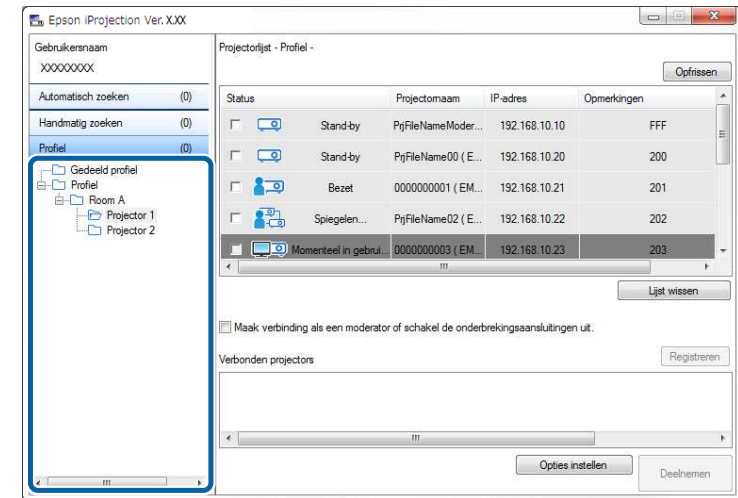 Epson iProjection Ver. X.XX
Gebruikersnaam
XXXXXXXX
Automatisch zoeken (0)
Handmatig zoeken (0)
Profiel (0)
Gedeeld profiel
Profiel
Room A
Projector 1
Projector 2
Projectorlijst - Profiel -
Opfrissen
Status Projectornaam IP-adres Opmerkingen
Stand-by PrjFileNameModer... 192.168.10.10 FFF
Stand-by PrjFileName00 ( E... 192.168.10.20 200
Bezet 0000000001 ( EM... 192.168.10.21 201
Spiegelen... PrjFileName02 ( E... 192.168.10.22 202
Momenteel in gebrui... 0000000003 ( EM... 192.168.10.23 203
Lijst wissen
Maak verbinding als een moderator of schakel de onderbrekingsaansluitingen uit.
Verbonden projectors
Registreren
Opties instellen
Deelnemen